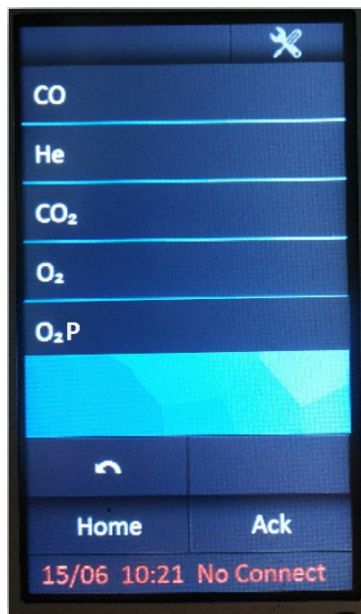 CO
He
CO₂
O₂
O₂P
Home Ack
15/06 10:21 No Connect